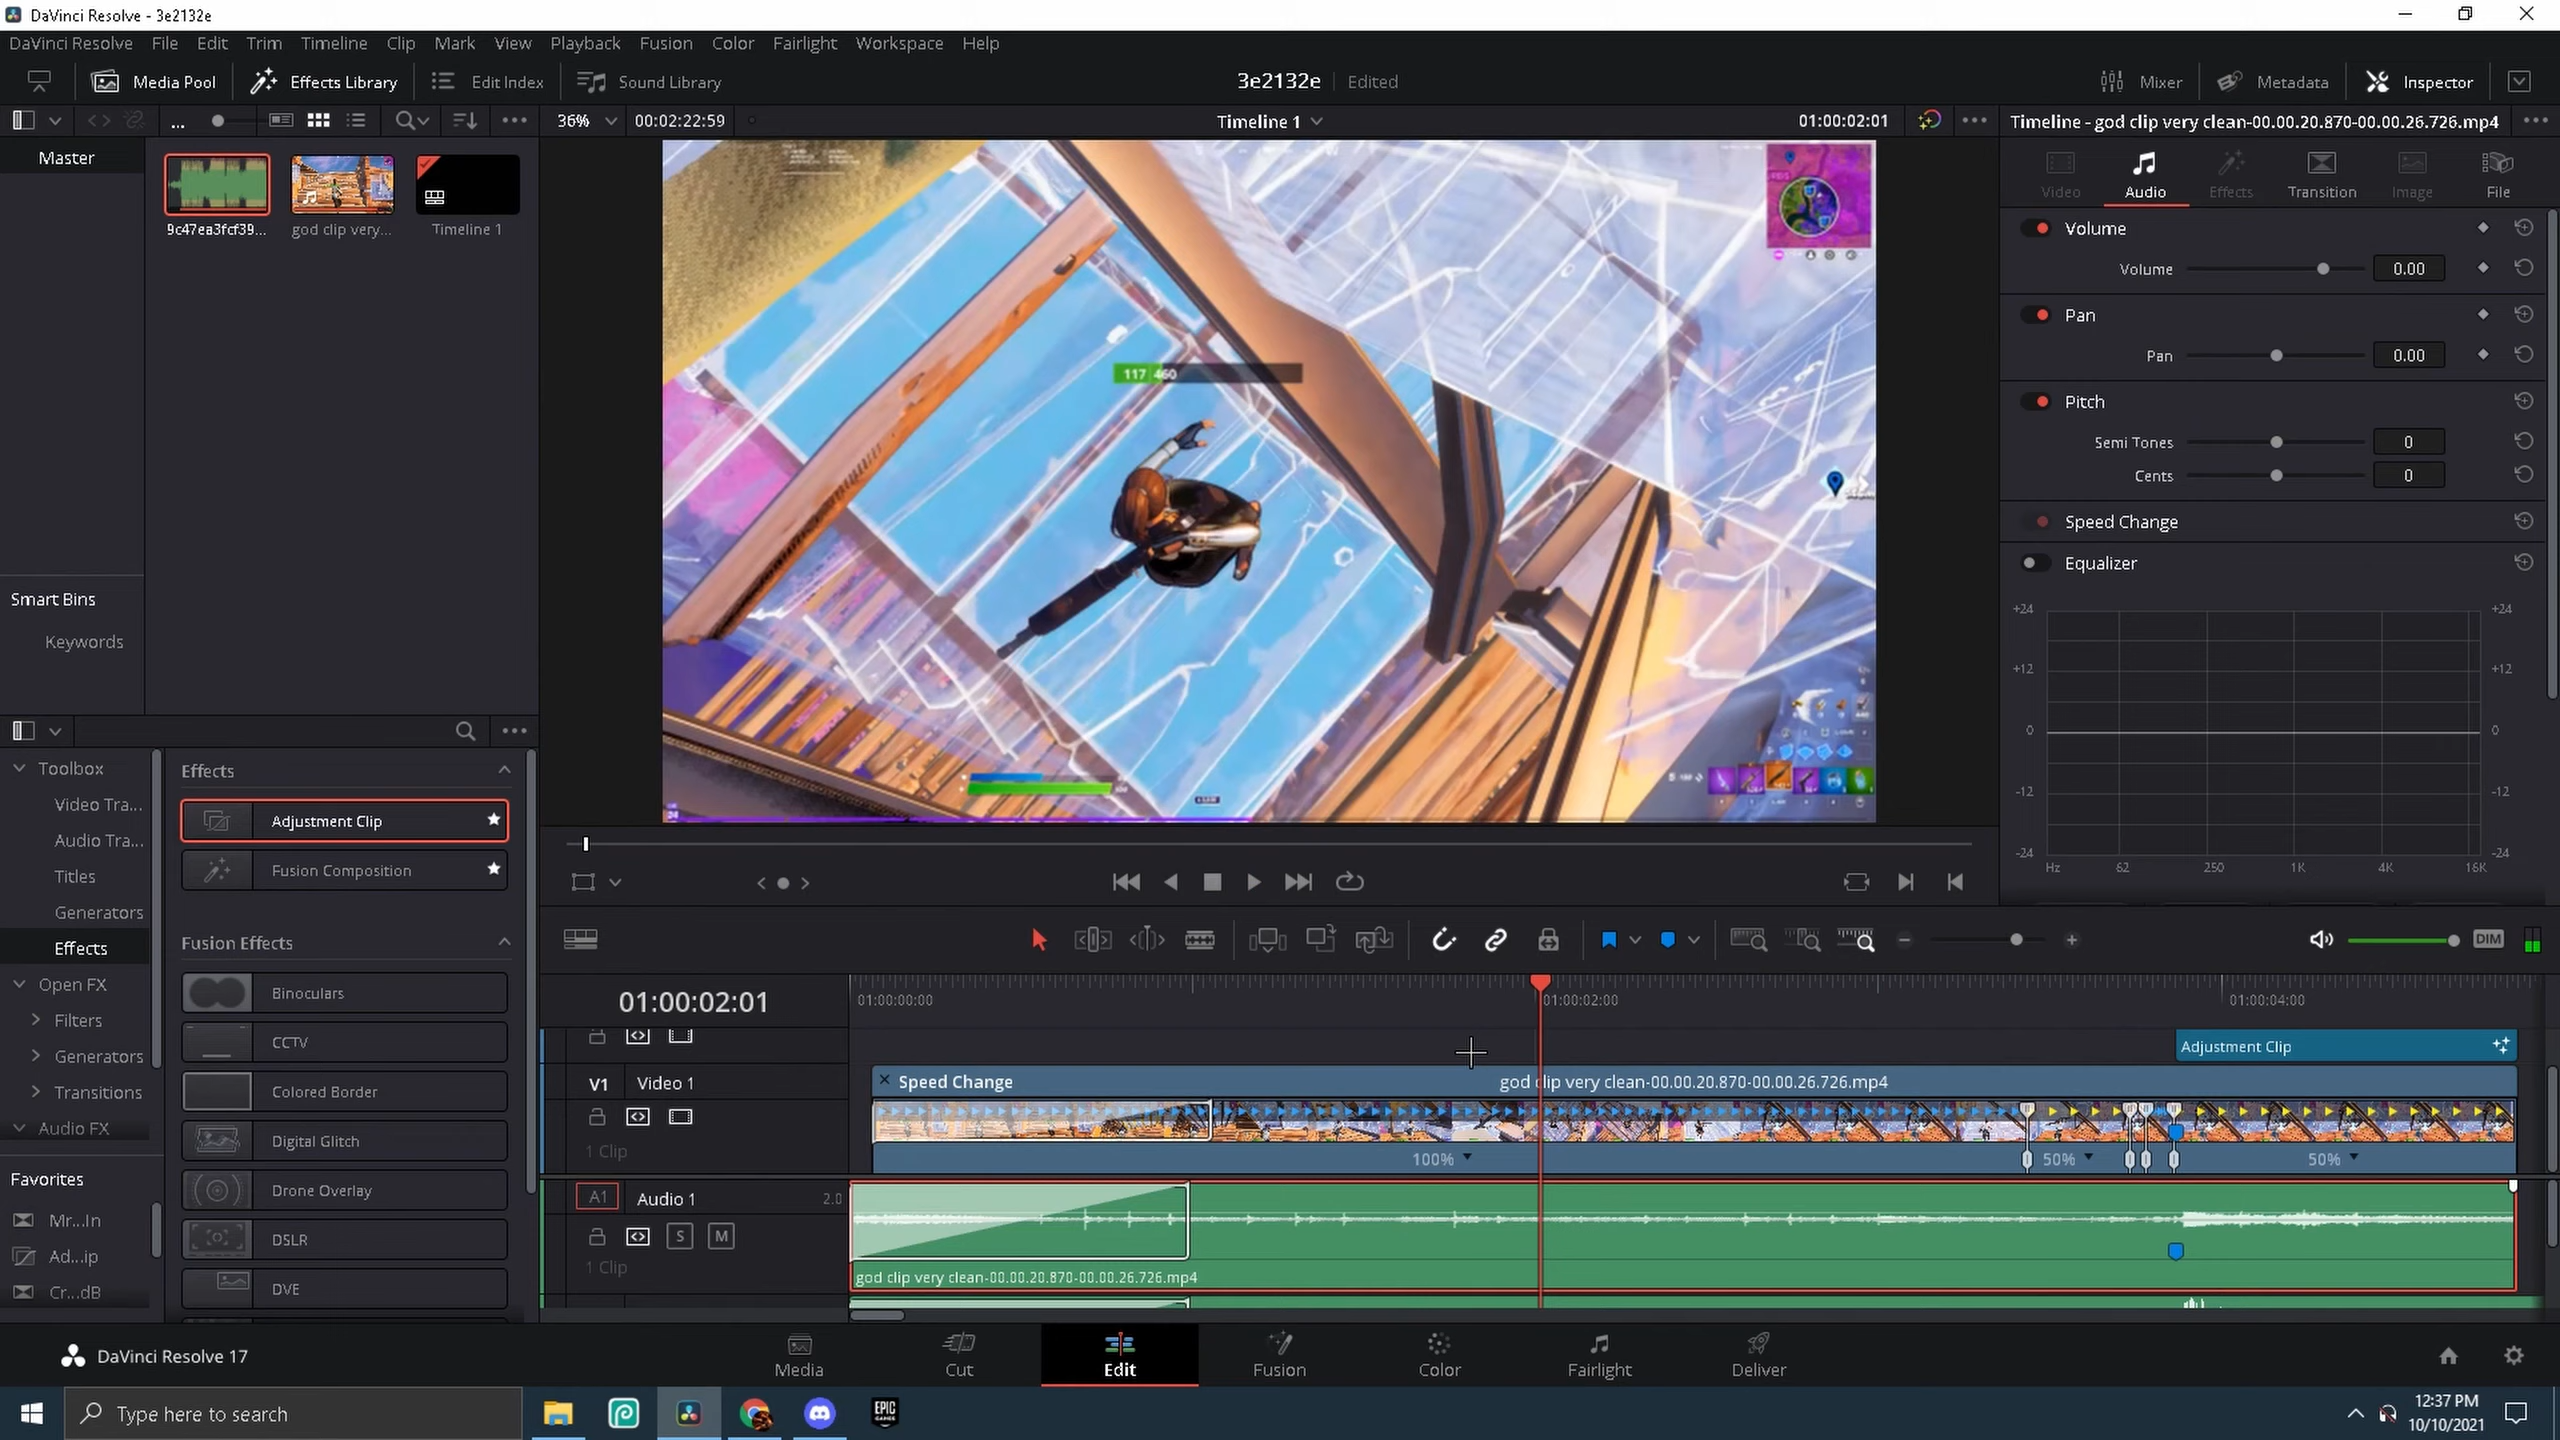 DaVinci Resolve - 3e2132e
DaVinci Resolve File Edit Trim Timeline Clip Mark View Playback Fusion Color Fairlight Workspace Help
Media Pool Effects Library Edit Index Sound Library 3e2132e Edited Mixer Metadata Inspector
36% 00:02:22:59 Timeline 1 01:00:02:01 Timeline - god clip very clean-00.00.20.870-00.00.26.726.mp4
Master
9c47ea3fcf39... god clip very... Timeline 1
Smart Bins
Keywords
117 460
Video Audio Effects Transition Image File
Volume
Volume 0.00
Pan
Pan 0.00
Pitch
Semi Tones 0
Cents 0
Speed Change
Equalizer
+24 +24
+12 +12
0 0
-12 -12
-24 -24
Hz 62 250 1K 4K 16K
Toolbox
Video Tra...
Audio Tra...
Titles
Generators
Effects
Open FX
Filters
Generators
Transitions
Audio FX
Favorites
Mr...In
Ad...ip
Cr...dB
Effects
Adjustment Clip
Fusion Composition
Fusion Effects
Binoculars
CCTV
Colored Border
Digital Glitch
Drone Overlay
DSLR
DVE
DIM
01:00:02:01 01:00:00:00 01:00:02:00 01:00:04:00
Adjustment Clip
V1 Video 1 Speed Change god clip very clean-00.00.20.870-00.00.26.726.mp4
1 Clip 100% 50% 50%
A1 Audio 1 2.0
S M
1 Clip god clip very clean-00.00.20.870-00.00.26.726.mp4
DaVinci Resolve 17
Media Cut Edit Fusion Color Fairlight Deliver
Type here to search
EPIC GAMES
12:37 PM
10/10/2021